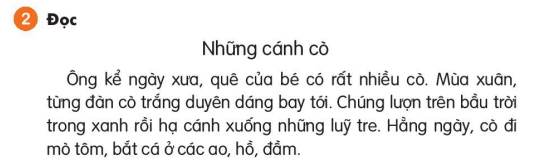 2 Đọc
Những cánh cò
Ông kể ngày xưa, quê của bé có rất nhiều cò. Mùa xuân,
từng đàn cò trắng duyên dáng bay tới. Chúng lượn trên bầu trời
trong xanh rồi hạ cánh xuống những luỹ tre. Hằng ngày, cò đi
mò tôm, bắt cá ở các ao, hồ, đầm.